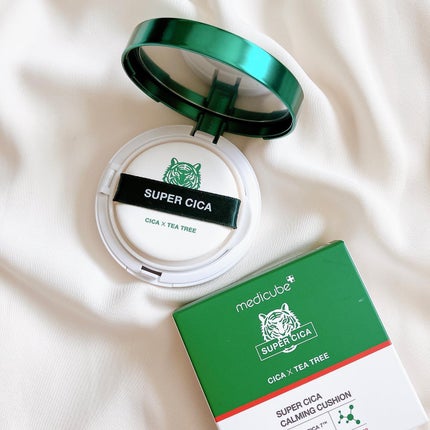 SUPER CICA
CICA X TEA TREE
medicube
SUPER CICA
CICA X TEA TREE
SUPER CICA
CALMING CUSHION